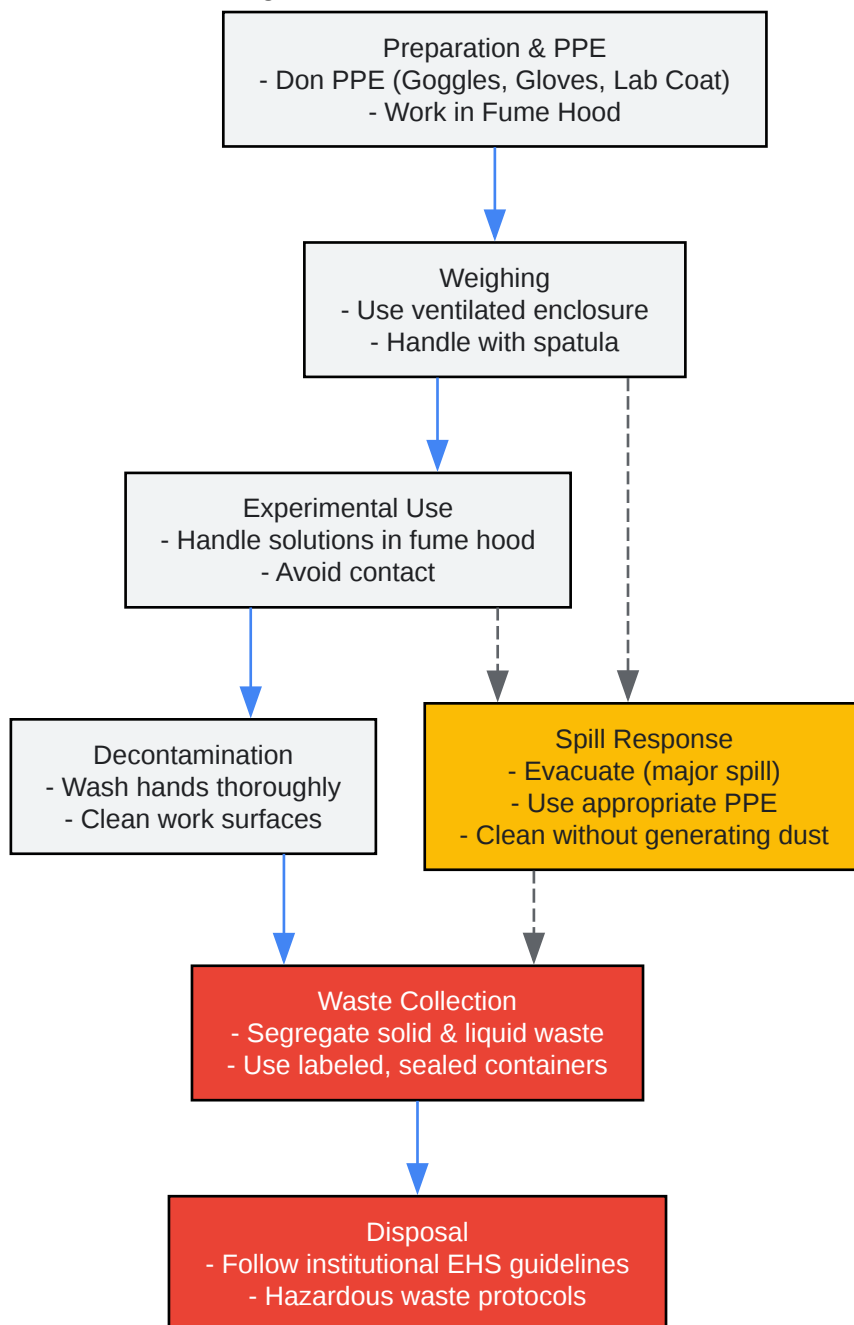 Preparation & PPE
- Don PPE (Goggles, Gloves, Lab Coat)
- Work in Fume Hood
Weighing
- Use ventilated enclosure
- Handle with spatula
Experimental Use
- Handle solutions in fume hood
- Avoid contact
Decontamination
- Wash hands thoroughly
- Clean work surfaces
Spill Response
- Evacuate (major spill)
- Use appropriate PPE
- Clean without generating dust
Waste Collection
- Segregate solid & liquid waste
- Use labeled, sealed containers
Disposal
- Follow institutional EHS guidelines
- Hazardous waste protocols